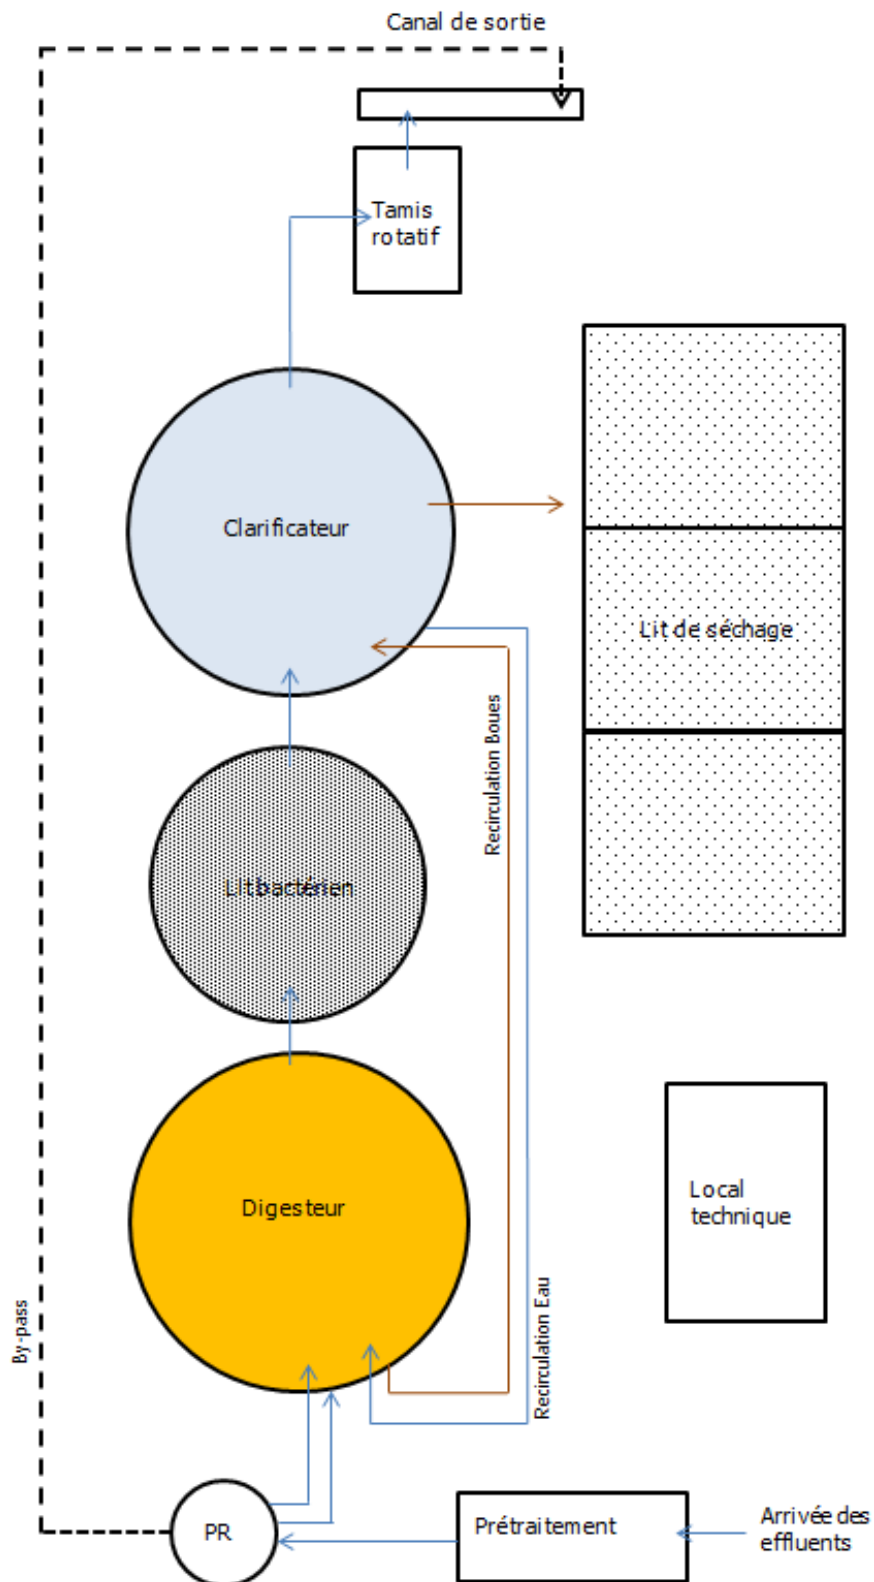 Canal de sortie
Tamis
rotatif
Clarificateur
Lit de séchage
Recirculation Boues
Lit bactérien
Digesteur
Local
technique
By-pass
Recirculation Eau
PR
Prétraitement
Arrivée des
effluents